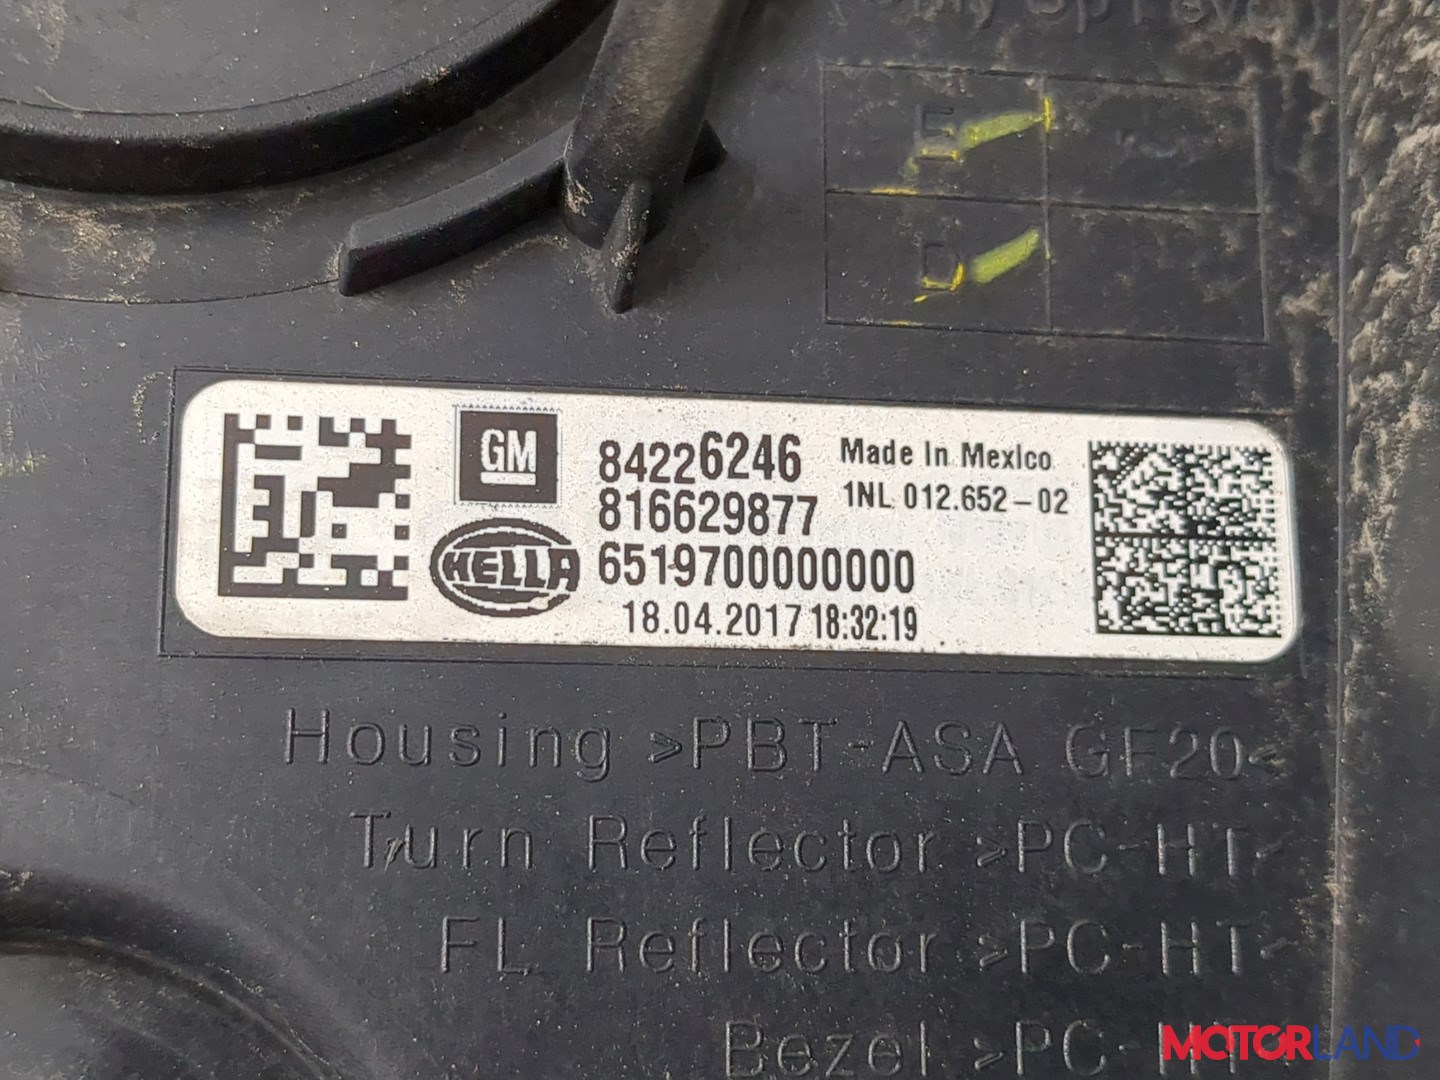 E
D
GM
84226246
Made In Mexico
816629877
1NL 012.652-02
HELLA
6519700000000
18.04.2017 18:32:19
Housing >PBT-ASA GF20<
Turn Reflector >PC-HT<
FL Reflector >PC-HT<
Bezel >PC-HT<
MOTORLAND